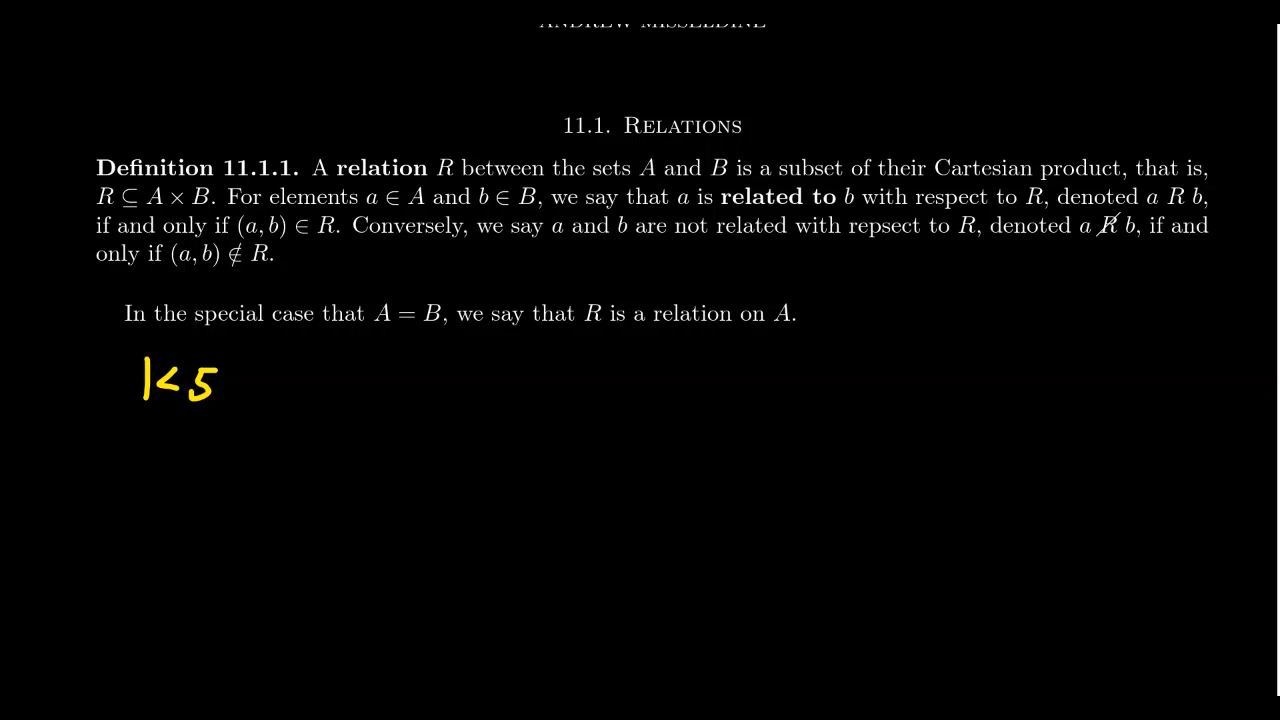 ANDREW MISSELDINE
11.1. RELATIONS
Definition 11.1.1. A relation R between the sets A and B is a subset of their Cartesian product, that is,
R ⊆ A × B. For elements a ∈ A and b ∈ B, we say that a is related to b with respect to R, denoted a R b,
if and only if (a, b) ∈ R. Conversely, we say a and b are not related with repsect to R, denoted a R̸ b, if and
only if (a, b) ∉ R.
In the special case that A = B, we say that R is a relation on A.
1 < 5